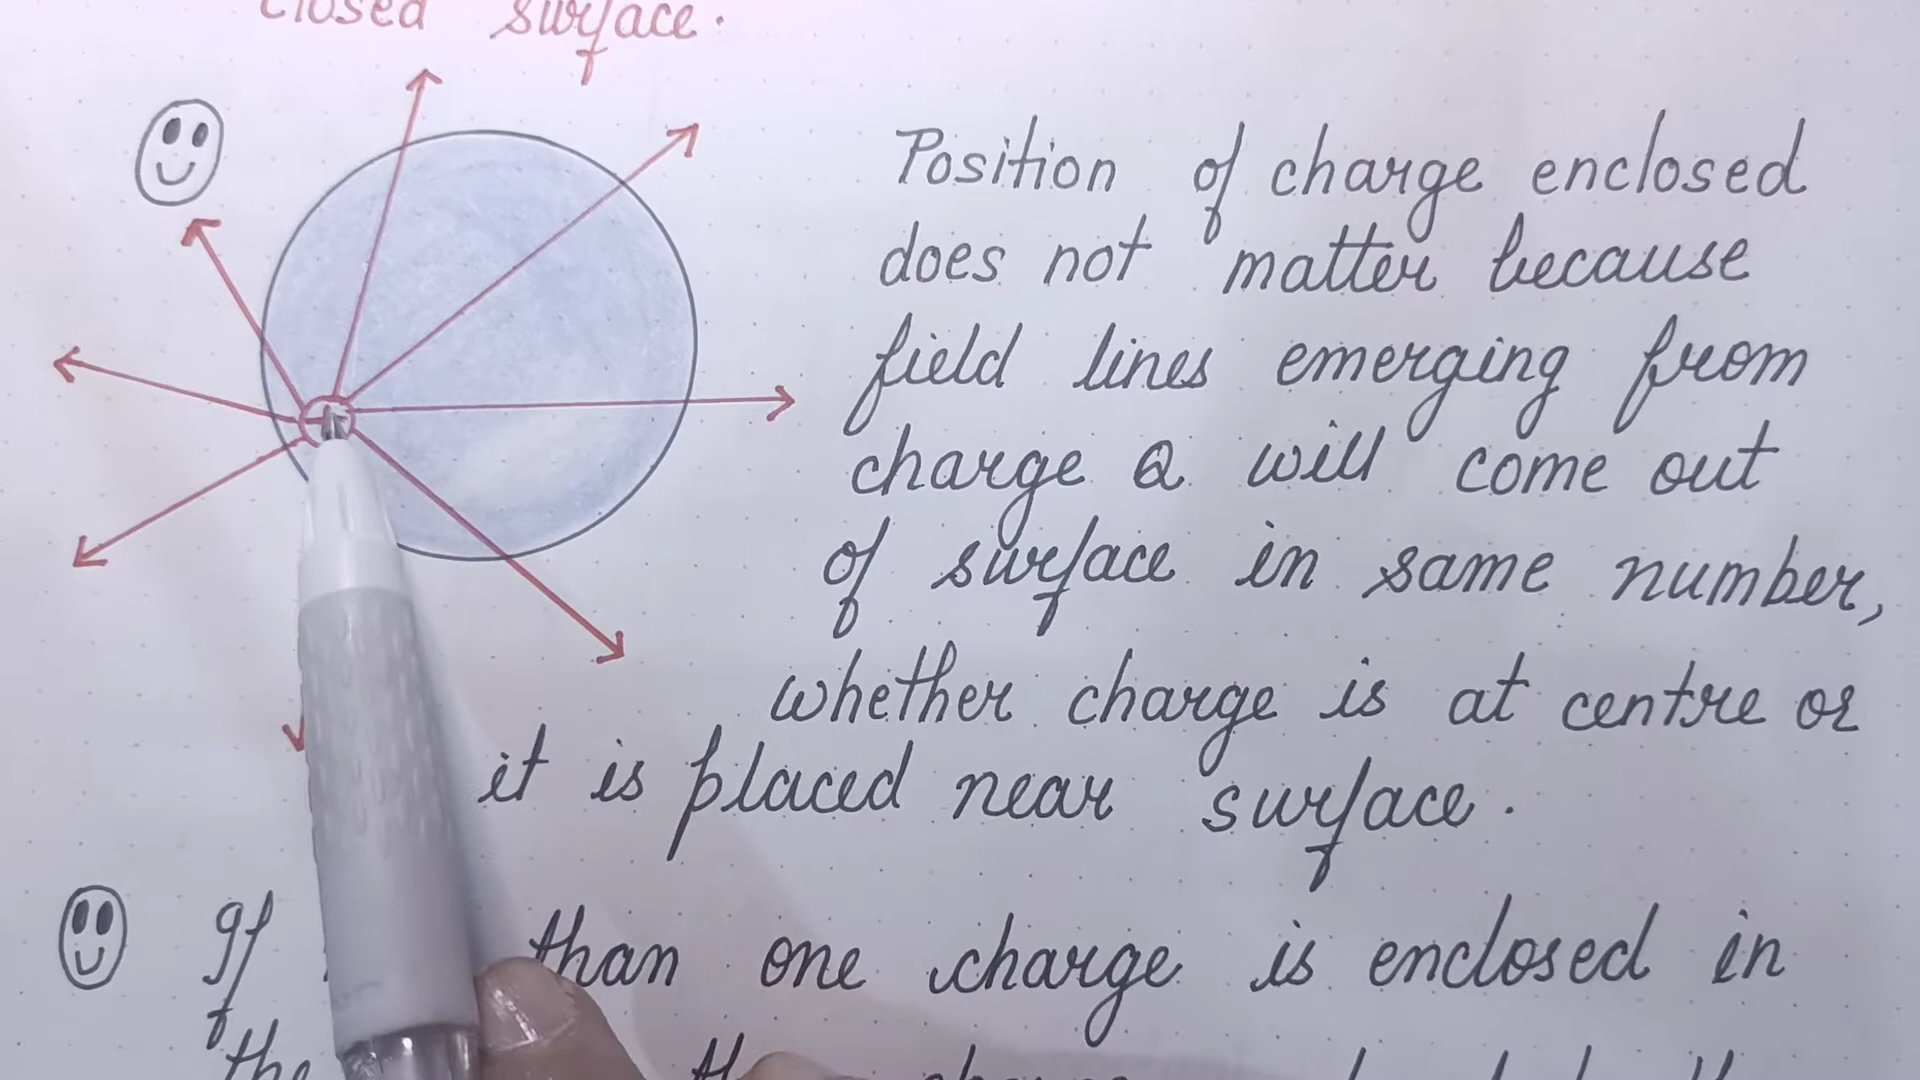 closed surface.
Position of charge enclosed
does not matter because
field lines emerging from
charge Q will come out
of surface in same number,
whether charge is at centre or
it is placed near surface.
If than one charge is enclosed in
the